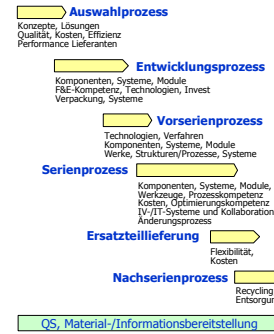 Auswahlprozess
Konzepte, Lösungen
Qualität, Kosten, Effizienz
Performance Lieferanten
Entwicklungsprozess
Komponenten, Systeme, Module
F&E-Kompetenz, Technologien, Invest
Verpackung, Systeme
Vorserienprozess
Technologien, Verfahren
Komponenten, Systeme, Module
Werke, Strukturen/Prozesse, Systeme
Serienprozess
Komponenten, Systeme, Module,
Werkzeuge, Prozesskompetenz
Kosten, Optimierungskompetenz
IV-/IT-Systeme und Kollaboration
Änderungsprozess
Ersatzteillieferung
Flexibilität,
Kosten
Nachserienprozess
Recycling
QS, Material-/Informationsbereitstellung